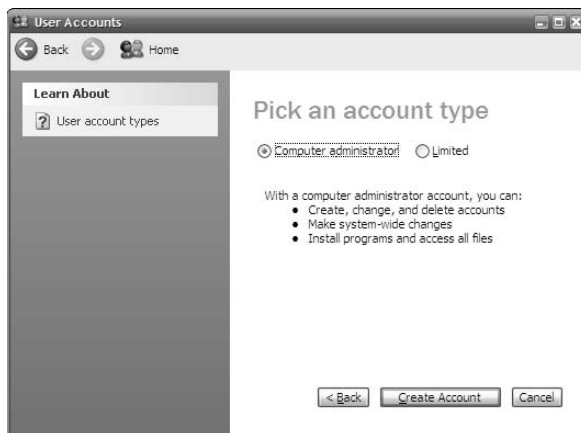 User Accounts
Back Home
Learn About
? User account types
Pick an account type
Computer administrator Limited
With a computer administrator account, you can:
• Create, change, and delete accounts
• Make system-wide changes
• Install programs and access all files
< Back Create Account Cancel